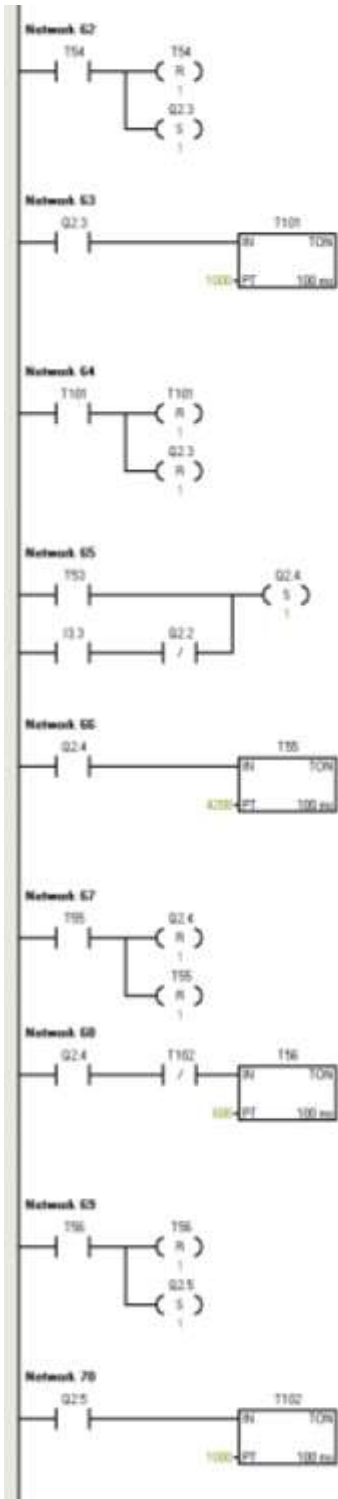 Network 62
T54 T54
R
1
Q2.3
S
1
Network 63
Q2.3 T101
IN TON
1000 PT 100 ms
Network 64
T101 T101
R
1
Q2.3
R
1
Network 65
T53 Q2.4
S
1
I3.3 Q2.2
/
Network 66
Q2.4 T55
IN TON
4200 PT 100 ms
Network 67
T55 Q2.4
R
1
T55
R
1
Network 68
Q2.4 T102 T56
/ IN TON
600 PT 100 ms
Network 69
T56 T56
R
1
Q2.5
S
1
Network 70
Q2.5 T102
IN TON
1000 PT 100 ms